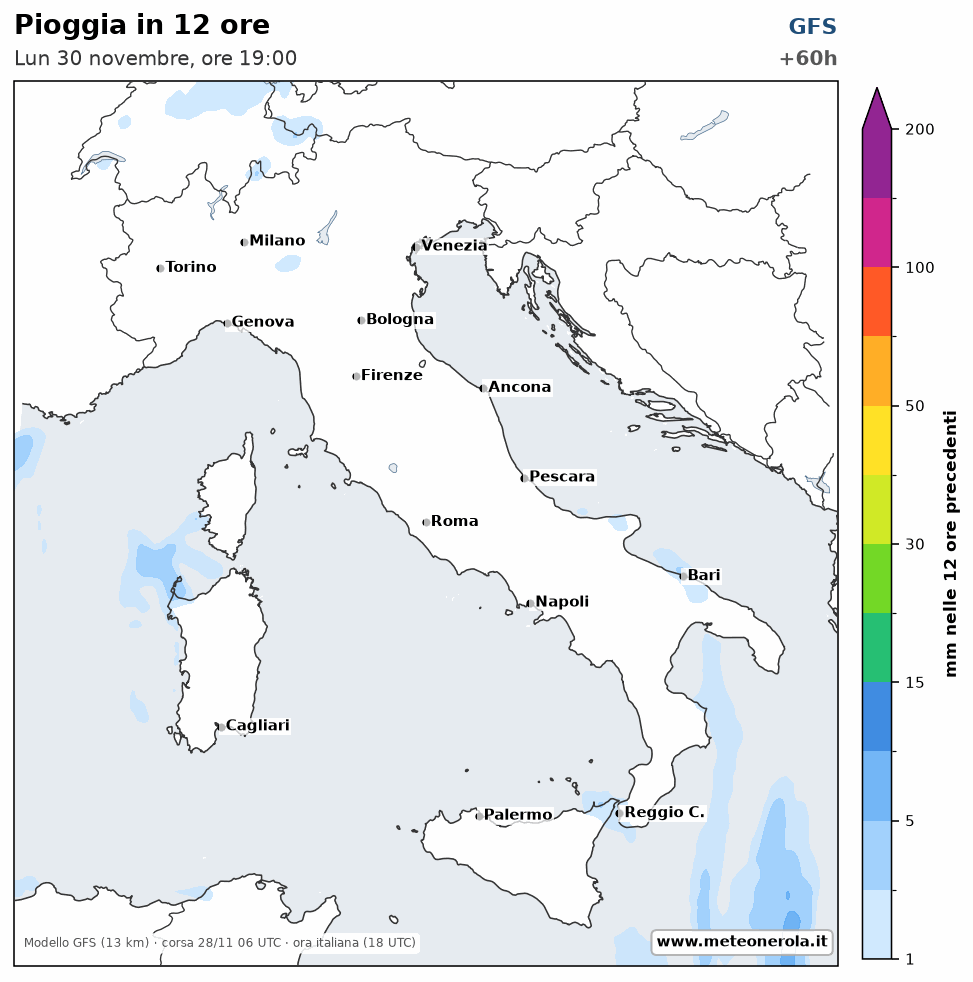 Pioggia in 12 ore
GFS
Lun 30 novembre, ore 19:00
+60h
Milano
Venezia
Torino
Genova
Bologna
Firenze
Ancona
Pescara
Roma
Bari
Napoli
Cagliari
Palermo
Reggio C.
200
100
50
30
15
5
1
mm nelle 12 ore precedenti
Modello GFS (13 km) · corsa 28/11 06 UTC · ora italiana (18 UTC)
www.meteonerola.it